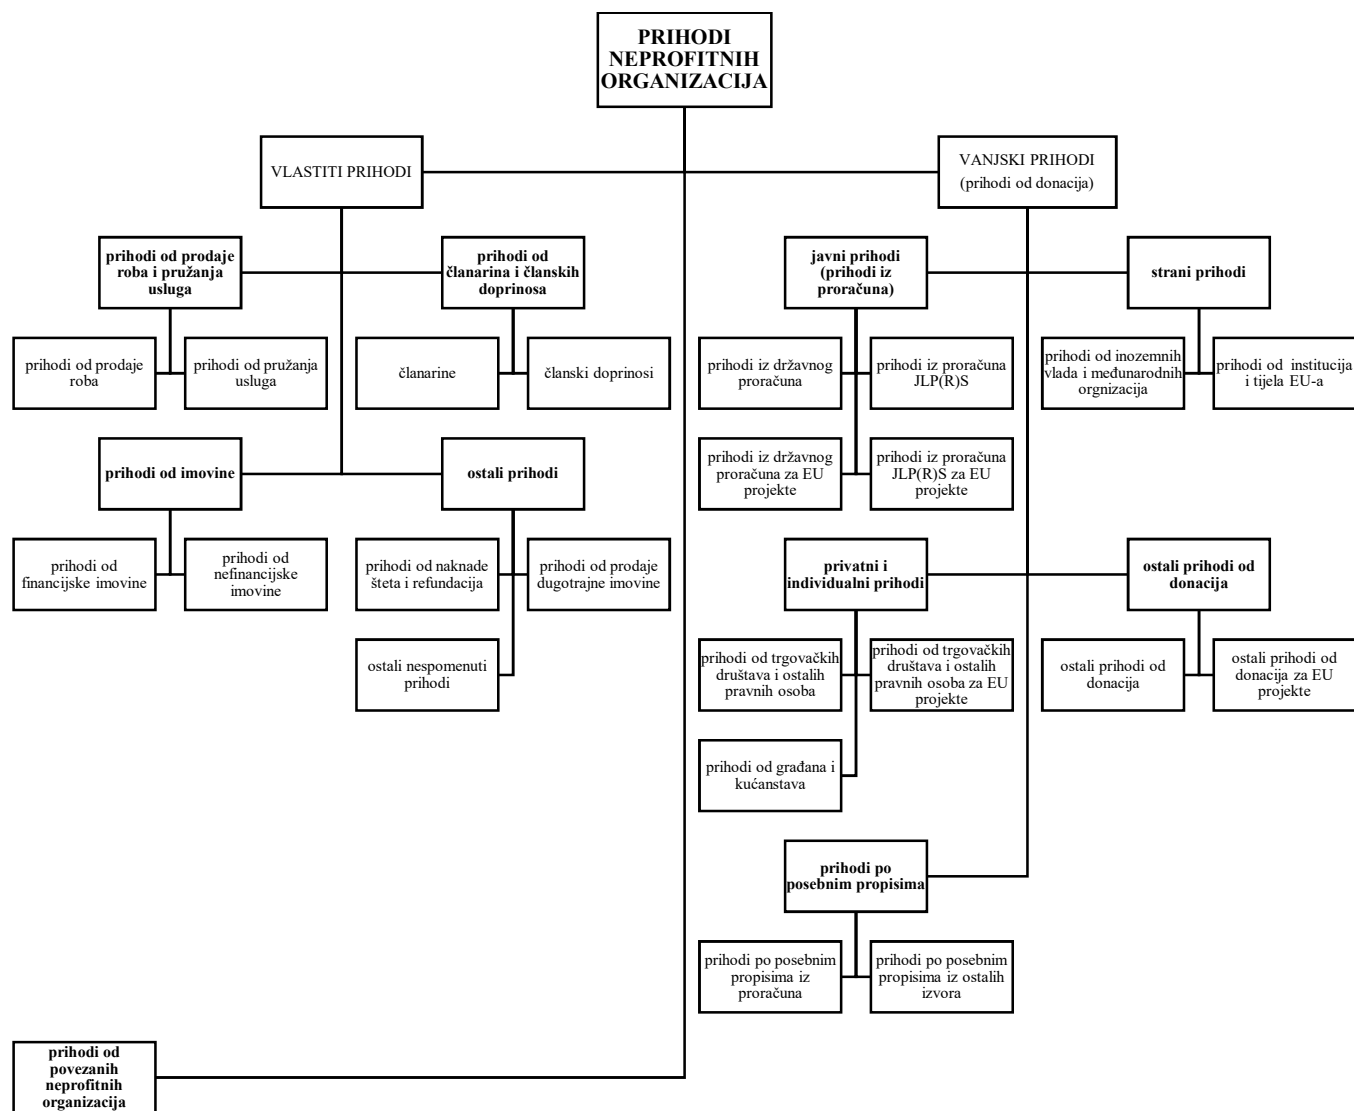 PRIHODI
NEPROFITNIH
ORGANIZACIJA
VLASTITI PRIHODI
VANJSKI PRIHODI
(prihodi od donacija)
prihodi od prodaje
roba i pružanja
usluga
prihodi od
članarina i članskih
doprinosa
javni prihodi
(prihodi iz
proračuna)
strani prihodi
prihodi od prodaje
roba
prihodi od pružanja
usluga
članarine
članski doprinosi
prihodi iz državnog
proračuna
prihodi iz proračuna
JLP(R)S
prihodi od inozemnih
vlada i međunarodnih
orgnizacija
prihodi od institucija
i tijela EU-a
prihodi od imovine
ostali prihodi
prihodi iz državnog
proračuna za EU
projekte
prihodi iz proračuna
JLP(R)S za EU
projekte
prihodi od
financijske imovine
prihodi od
nefinancijske
imovine
prihodi od naknade
šteta i refundacija
prihodi od prodaje
dugotrajne imovine
privatni i
individualni prihodi
ostali prihodi od
donacija
ostali nespomenuti
prihodi
prihodi od trgovačkih
društava i ostalih
pravnih osoba
prihodi od trgovačkih
društava i ostalih
pravnih osoba za EU
projekte
ostali prihodi od
donacija
ostali prihodi od
donacija za EU
projekte
prihodi od građana i
kućanstava
prihodi po
posebnim propisima
prihodi po posebnim
propisima iz
proračuna
prihodi po posebnim
propisima iz ostalih
izvora
prihodi od
povezanih
neprofitnih
organizacija